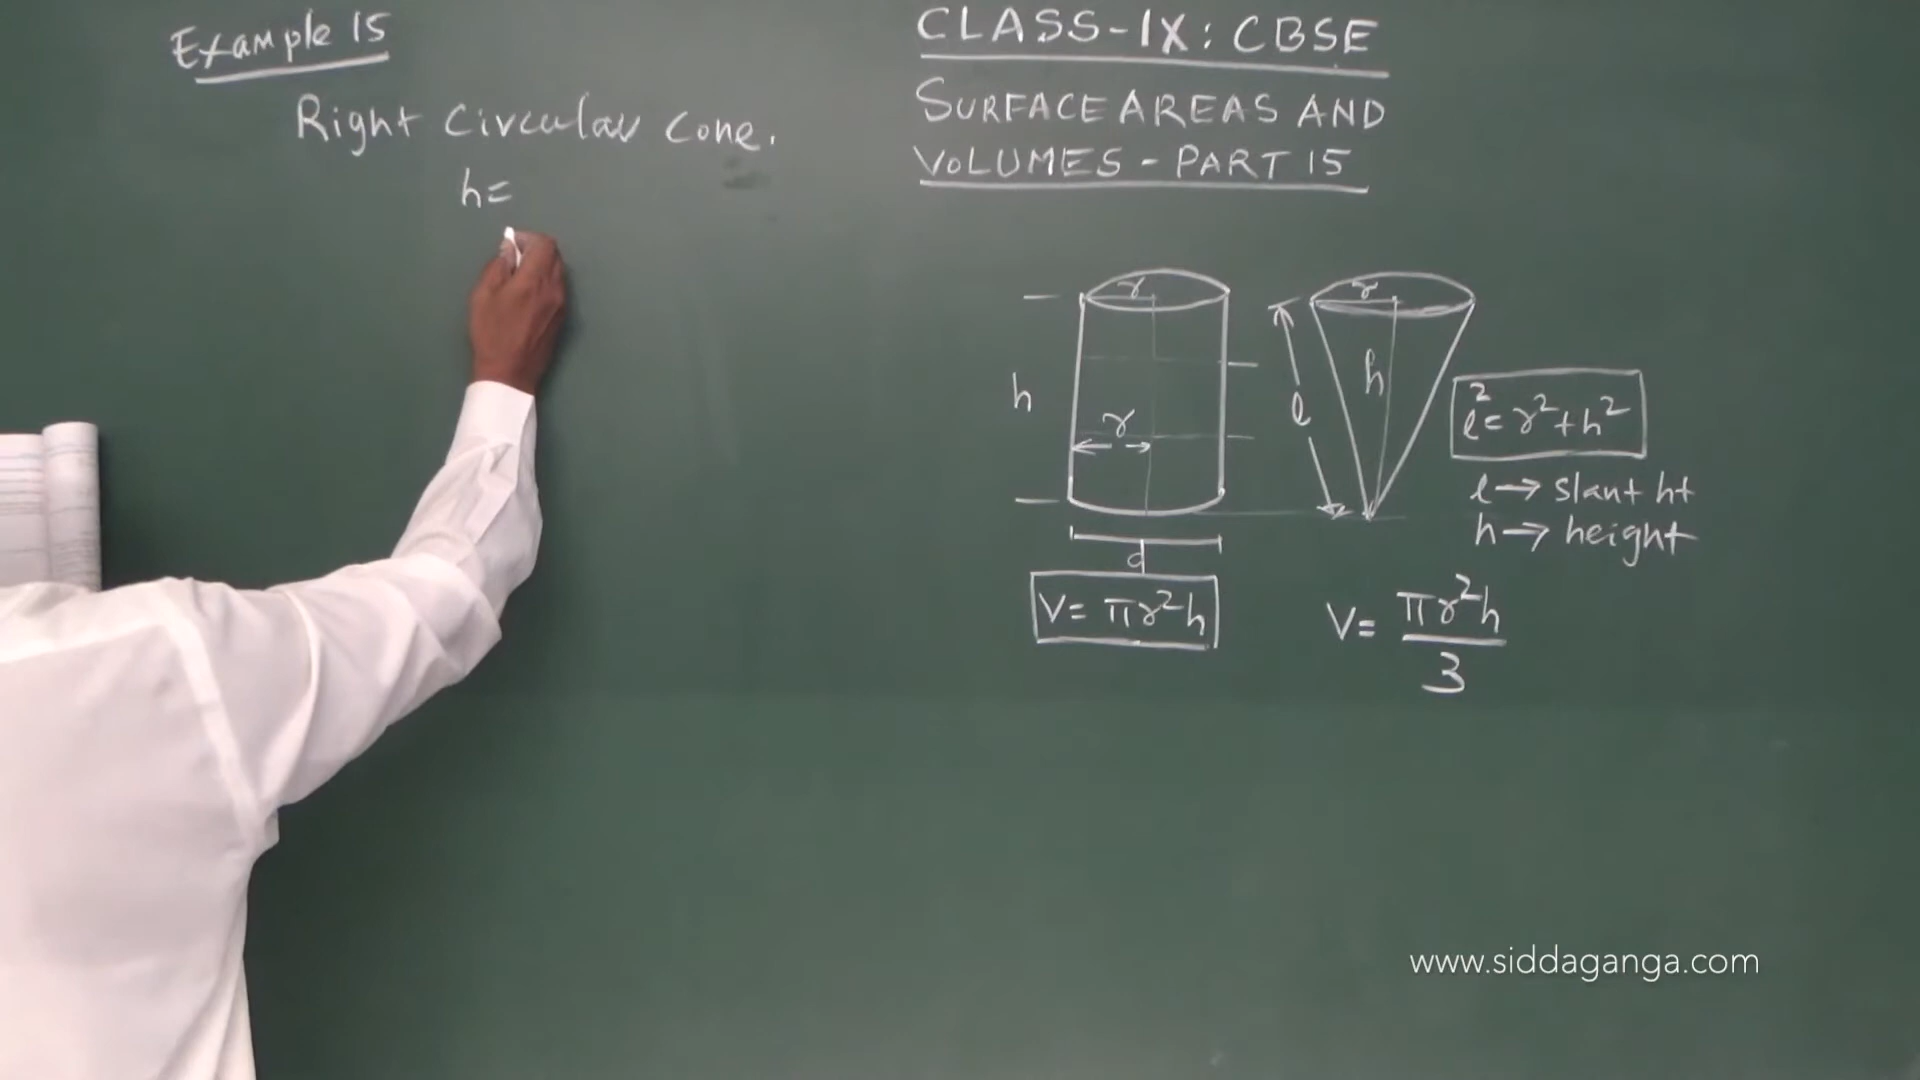 Example 15
Right Circular Cone.
h=
CLASS-IX: CBSE
SURFACE AREAS AND
VOLUMES - PART 15
r
h
r
d
V= πr²h
r
h
l
l²= r²+h²
l → slant ht
h → height
V= πr²h
3
www.siddaganga.com